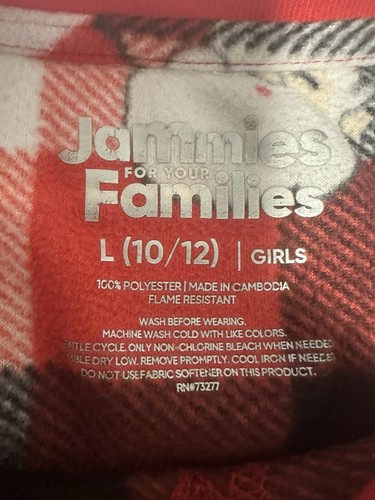 Jammies
FOR YOUR
Families
L (10/12) | GIRLS
100% POLYESTER | MADE IN CAMBODIA
FLAME RESISTANT
WASH BEFORE WEARING.
MACHINE WASH COLD WITH LIKE COLORS.
CYCLE. ONLY NON-CHLORINE BLEACH WHEN NEEDED
DRY LOW. REMOVE PROMPTLY. COOL IRON IF NEEDED
DO NOT USE FABRIC SOFTENER ON THIS PRODUCT.
RN#73277